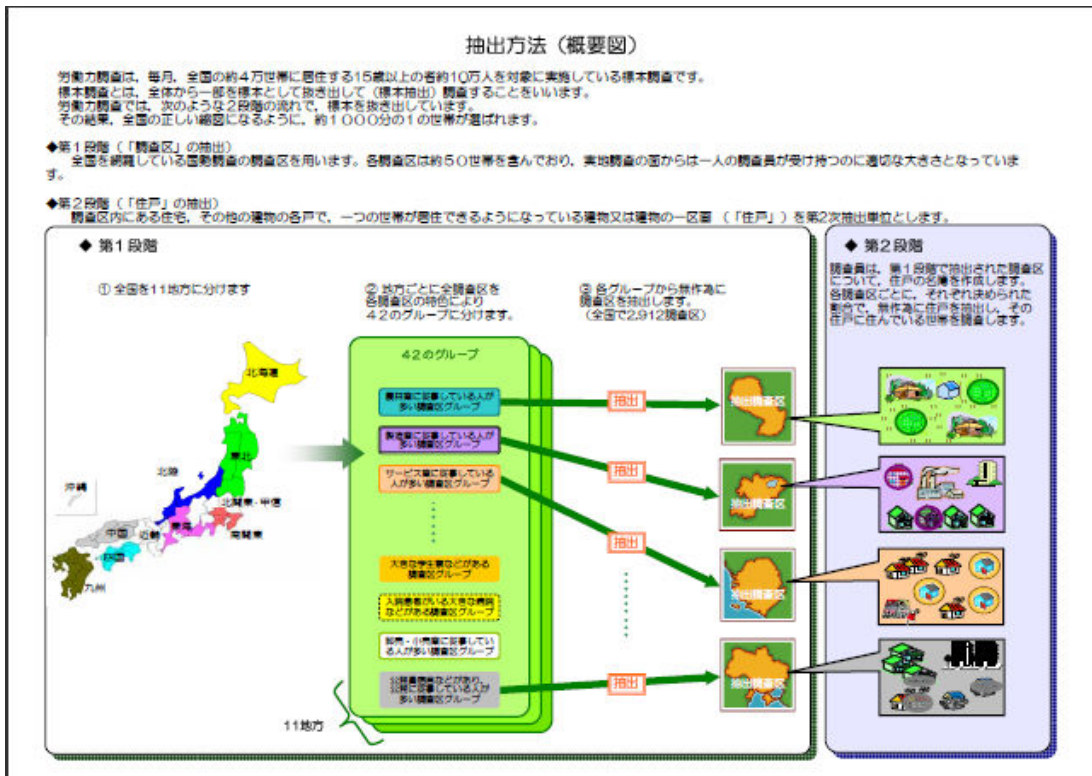 抽出方法（概要図）
労働力調査は，毎月，全国の約４万世帯に居住する15歳以上の者約10万人を対象に実施している標本調査です。
標本調査とは，全体から一部を標本として抜き出して（標本抽出）調査することをいいます。
労働力調査では，次のような２段階の流れで，標本を抜き出しています。
その結果，全国の正しい縮図になるように，約１０００分の１の世帯が選ばれます。
◆第１段階（「調査区」の抽出）
全国を網羅している国勢調査の調査区を用います。各調査区は約５０世帯を含んでおり，実地調査の面からは一人の調査員が受け持つのに適切な大きさとなっていま
す。
◆第２段階（「住戸」の抽出）
調査区内にある住宅，その他の建物の各戸で，一つの世帯が居住できるようになっている建物又は建物の一区画（「住戸」）を第2次抽出単位とします。
◆ 第１段階
① 全国を11地方に分けます
② 地方ごとに全調査区を
各調査区の特色により
４２のグループに分けます。
③ 各グループから無作為に
調査区を抽出します。
（全国で2,912調査区）
◆ 第２段階
調査員は，第１段階で抽出された調査区
について，住戸の名簿を作成します。
各調査区ごとに，それぞれ決められた
割合で，無作為に住戸を抽出し，その
住戸に住んでいる世帯を調査します。
北海道
東北
北陸
北関東・甲信
南関東
東海
近畿
中国
四国
九州
沖縄
４２のグループ
農林業に従事している人が
多い調査区グループ
製造業に従事している人が
多い調査区グループ
サービス業に従事している
人が多い調査区グループ
大きな学生寮などがある
調査区グループ
入院患者がいる大きな病院
などがある調査区グループ
卸売・小売業に従事してい
る人が多い調査区グループ
公務員宿舎などがあり，
公務に従事している人が
多い調査区グループ
11地方
抽出
抽出
抽出
抽出
抽出調査区
抽出調査区
抽出調査区
抽出調査区